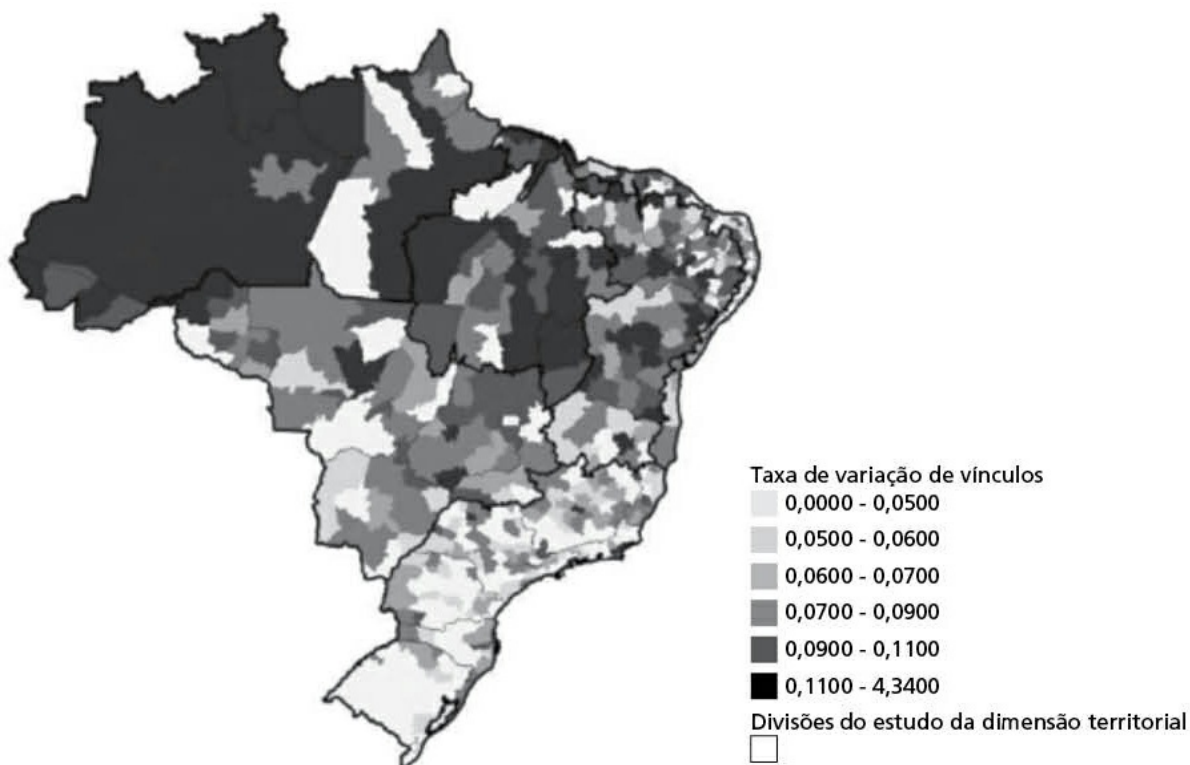 Taxa de variação de vínculos
0,0000 - 0,0500
0,0500 - 0,0600
0,0600 - 0,0700
0,0700 - 0,0900
0,0900 - 0,1100
0,1100 - 4,3400
Divisões do estudo da dimensão territorial